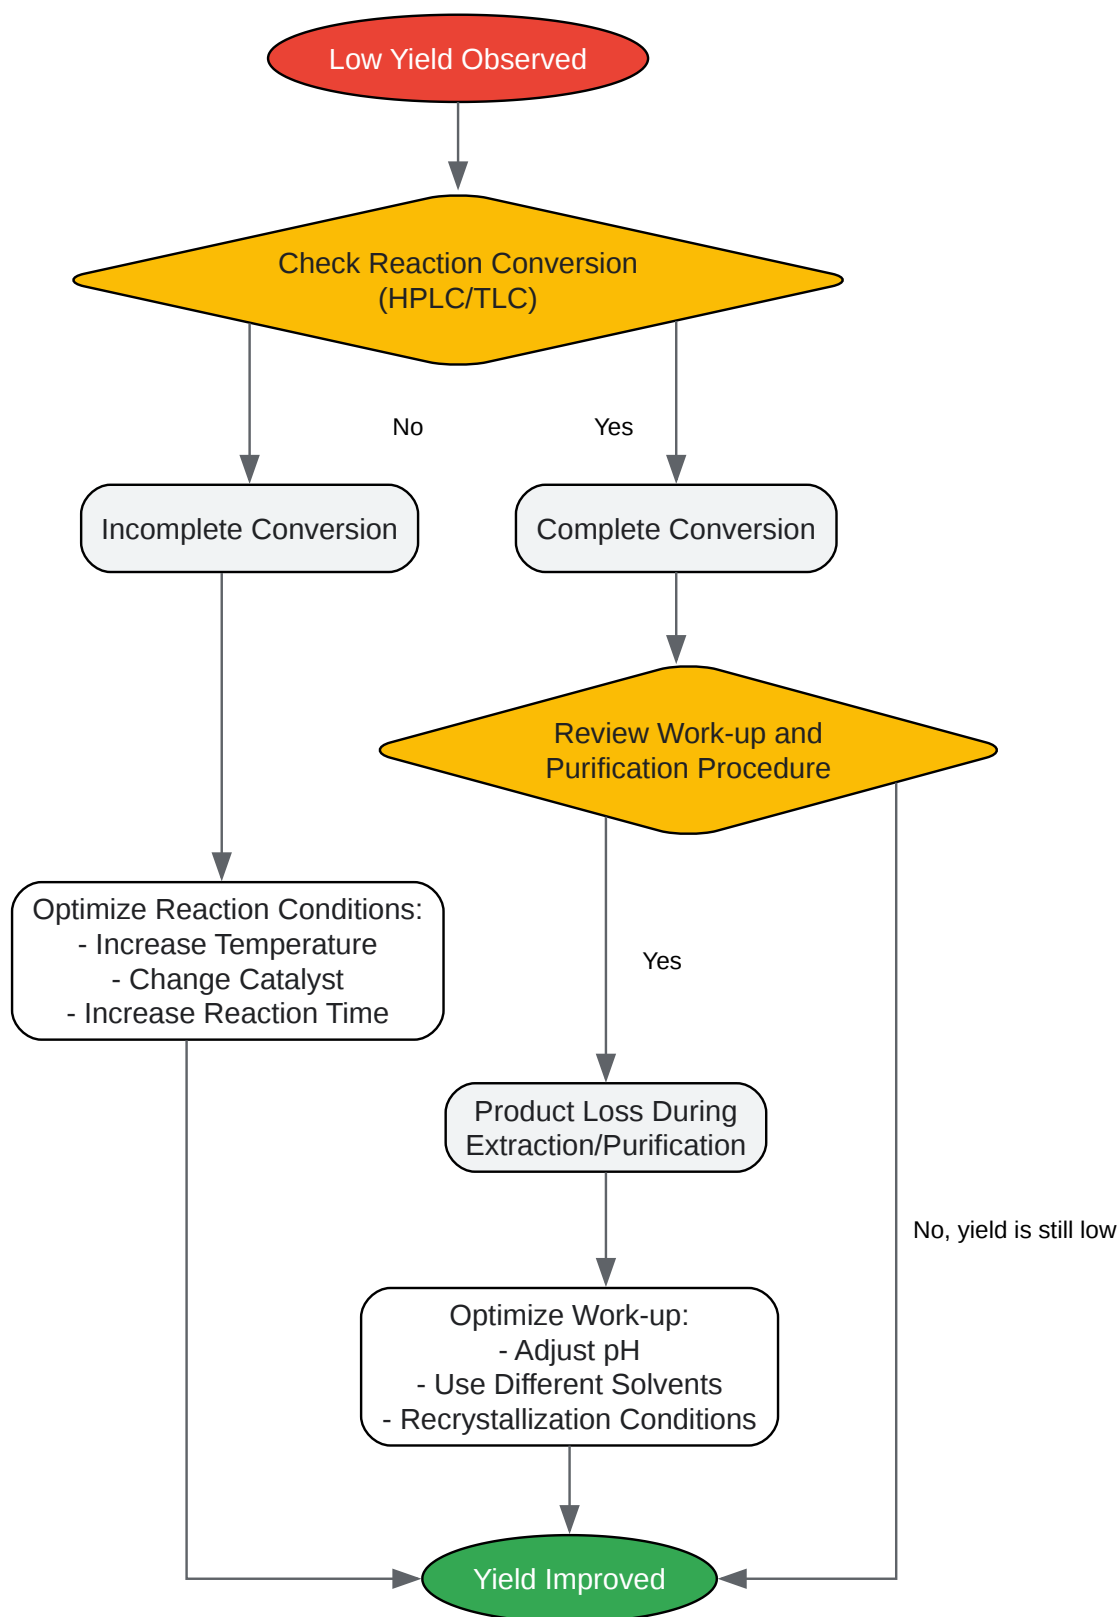 Low Yield Observed
Check Reaction Conversion
(HPLC/TLC)
No
Yes
Incomplete Conversion
Complete Conversion
Review Work-up and
Purification Procedure
Optimize Reaction Conditions:
- Increase Temperature
- Change Catalyst
- Increase Reaction Time
Yes
Product Loss During
Extraction/Purification
No, yield is still low
Optimize Work-up:
- Adjust pH
- Use Different Solvents
- Recrystallization Conditions
Yield Improved